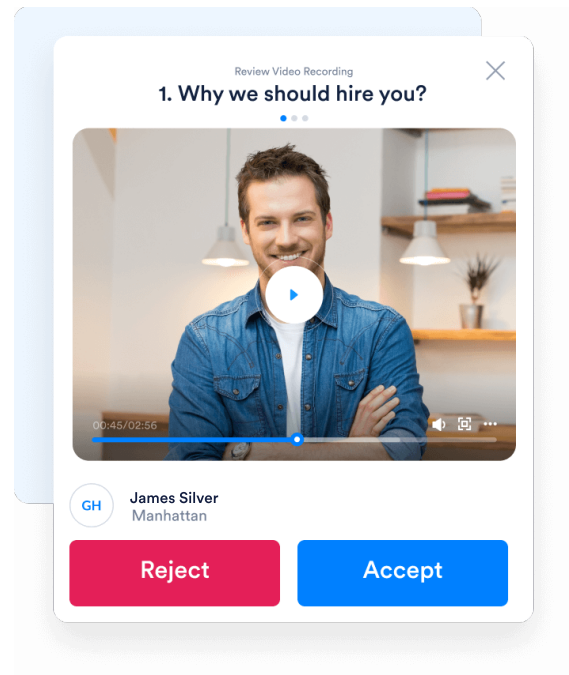 Review Video Recording
1. Why we should hire you?
00:45/02:56
GH
James Silver
Manhattan
Reject
Accept